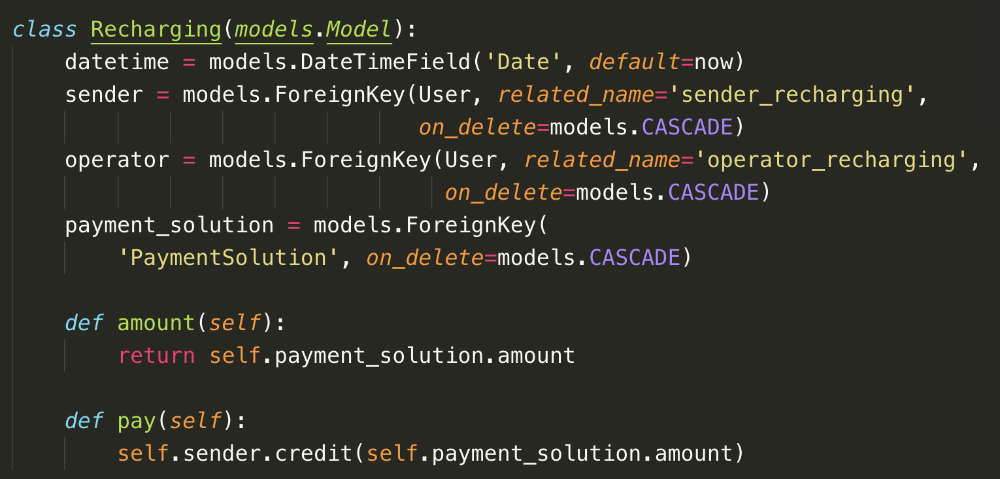 class Recharging(models.Model):
    datetime = models.DateTimeField('Date', default=now)
    sender = models.ForeignKey(User, related_name='sender_recharging',
                               on_delete=models.CASCADE)
    operator = models.ForeignKey(User, related_name='operator_recharging',
                                 on_delete=models.CASCADE)
    payment_solution = models.ForeignKey(
        'PaymentSolution', on_delete=models.CASCADE)

    def amount(self):
        return self.payment_solution.amount

    def pay(self):
        self.sender.credit(self.payment_solution.amount)